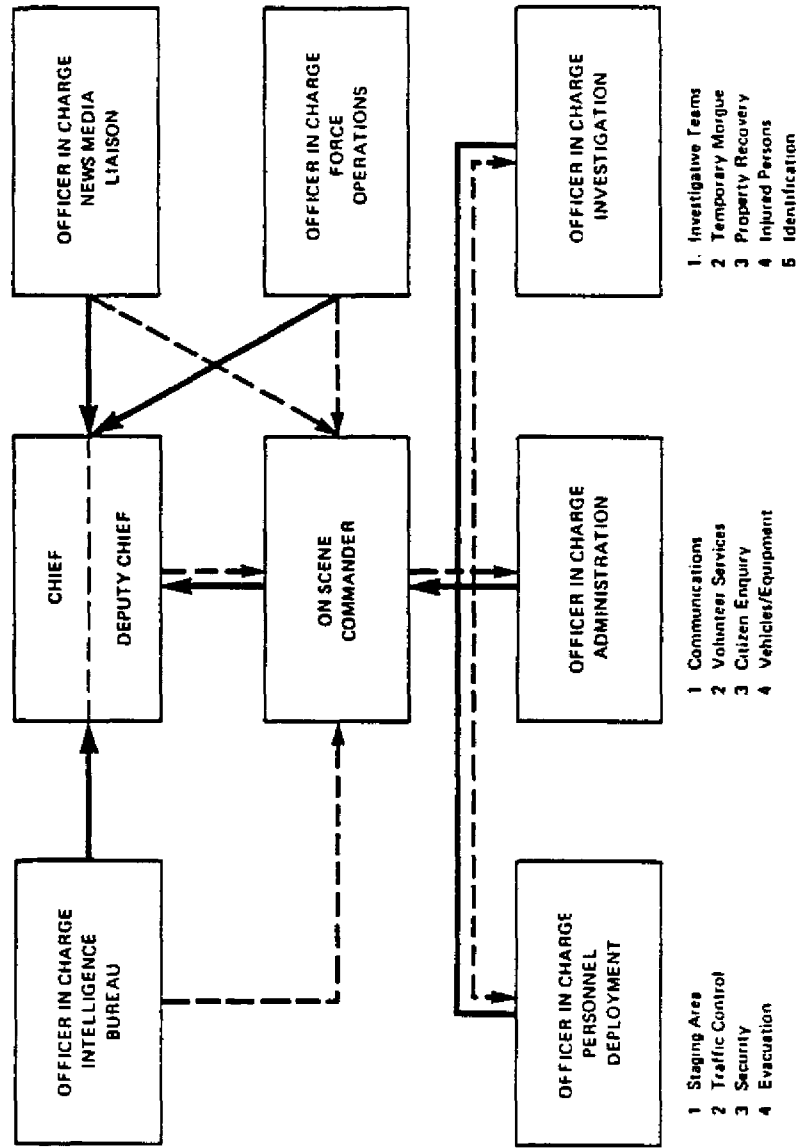 OFFICER IN CHARGE
INTELLIGENCE
BUREAU
CHIEF
DEPUTY CHIEF
OFFICER IN CHARGE
NEWS MEDIA
LIAISON
ON SCENE
COMMANDER
OFFICER IN CHARGE
FORCE
OPERATIONS
OFFICER IN CHARGE
PERSONNEL
DEPLOYMENT
OFFICER IN CHARGE
ADMINISTRATION
OFFICER IN CHARGE
INVESTIGATION
1 Staging Area
2 Traffic Control
3 Security
4 Evacuation
1 Communications
2 Volunteer Services
3 Citizen Enquiry
4 Vehicles/Equipment
1. Investigative Teams
2 Temporary Morgue
3 Property Recovery
4 Injured Persons
5 Identification